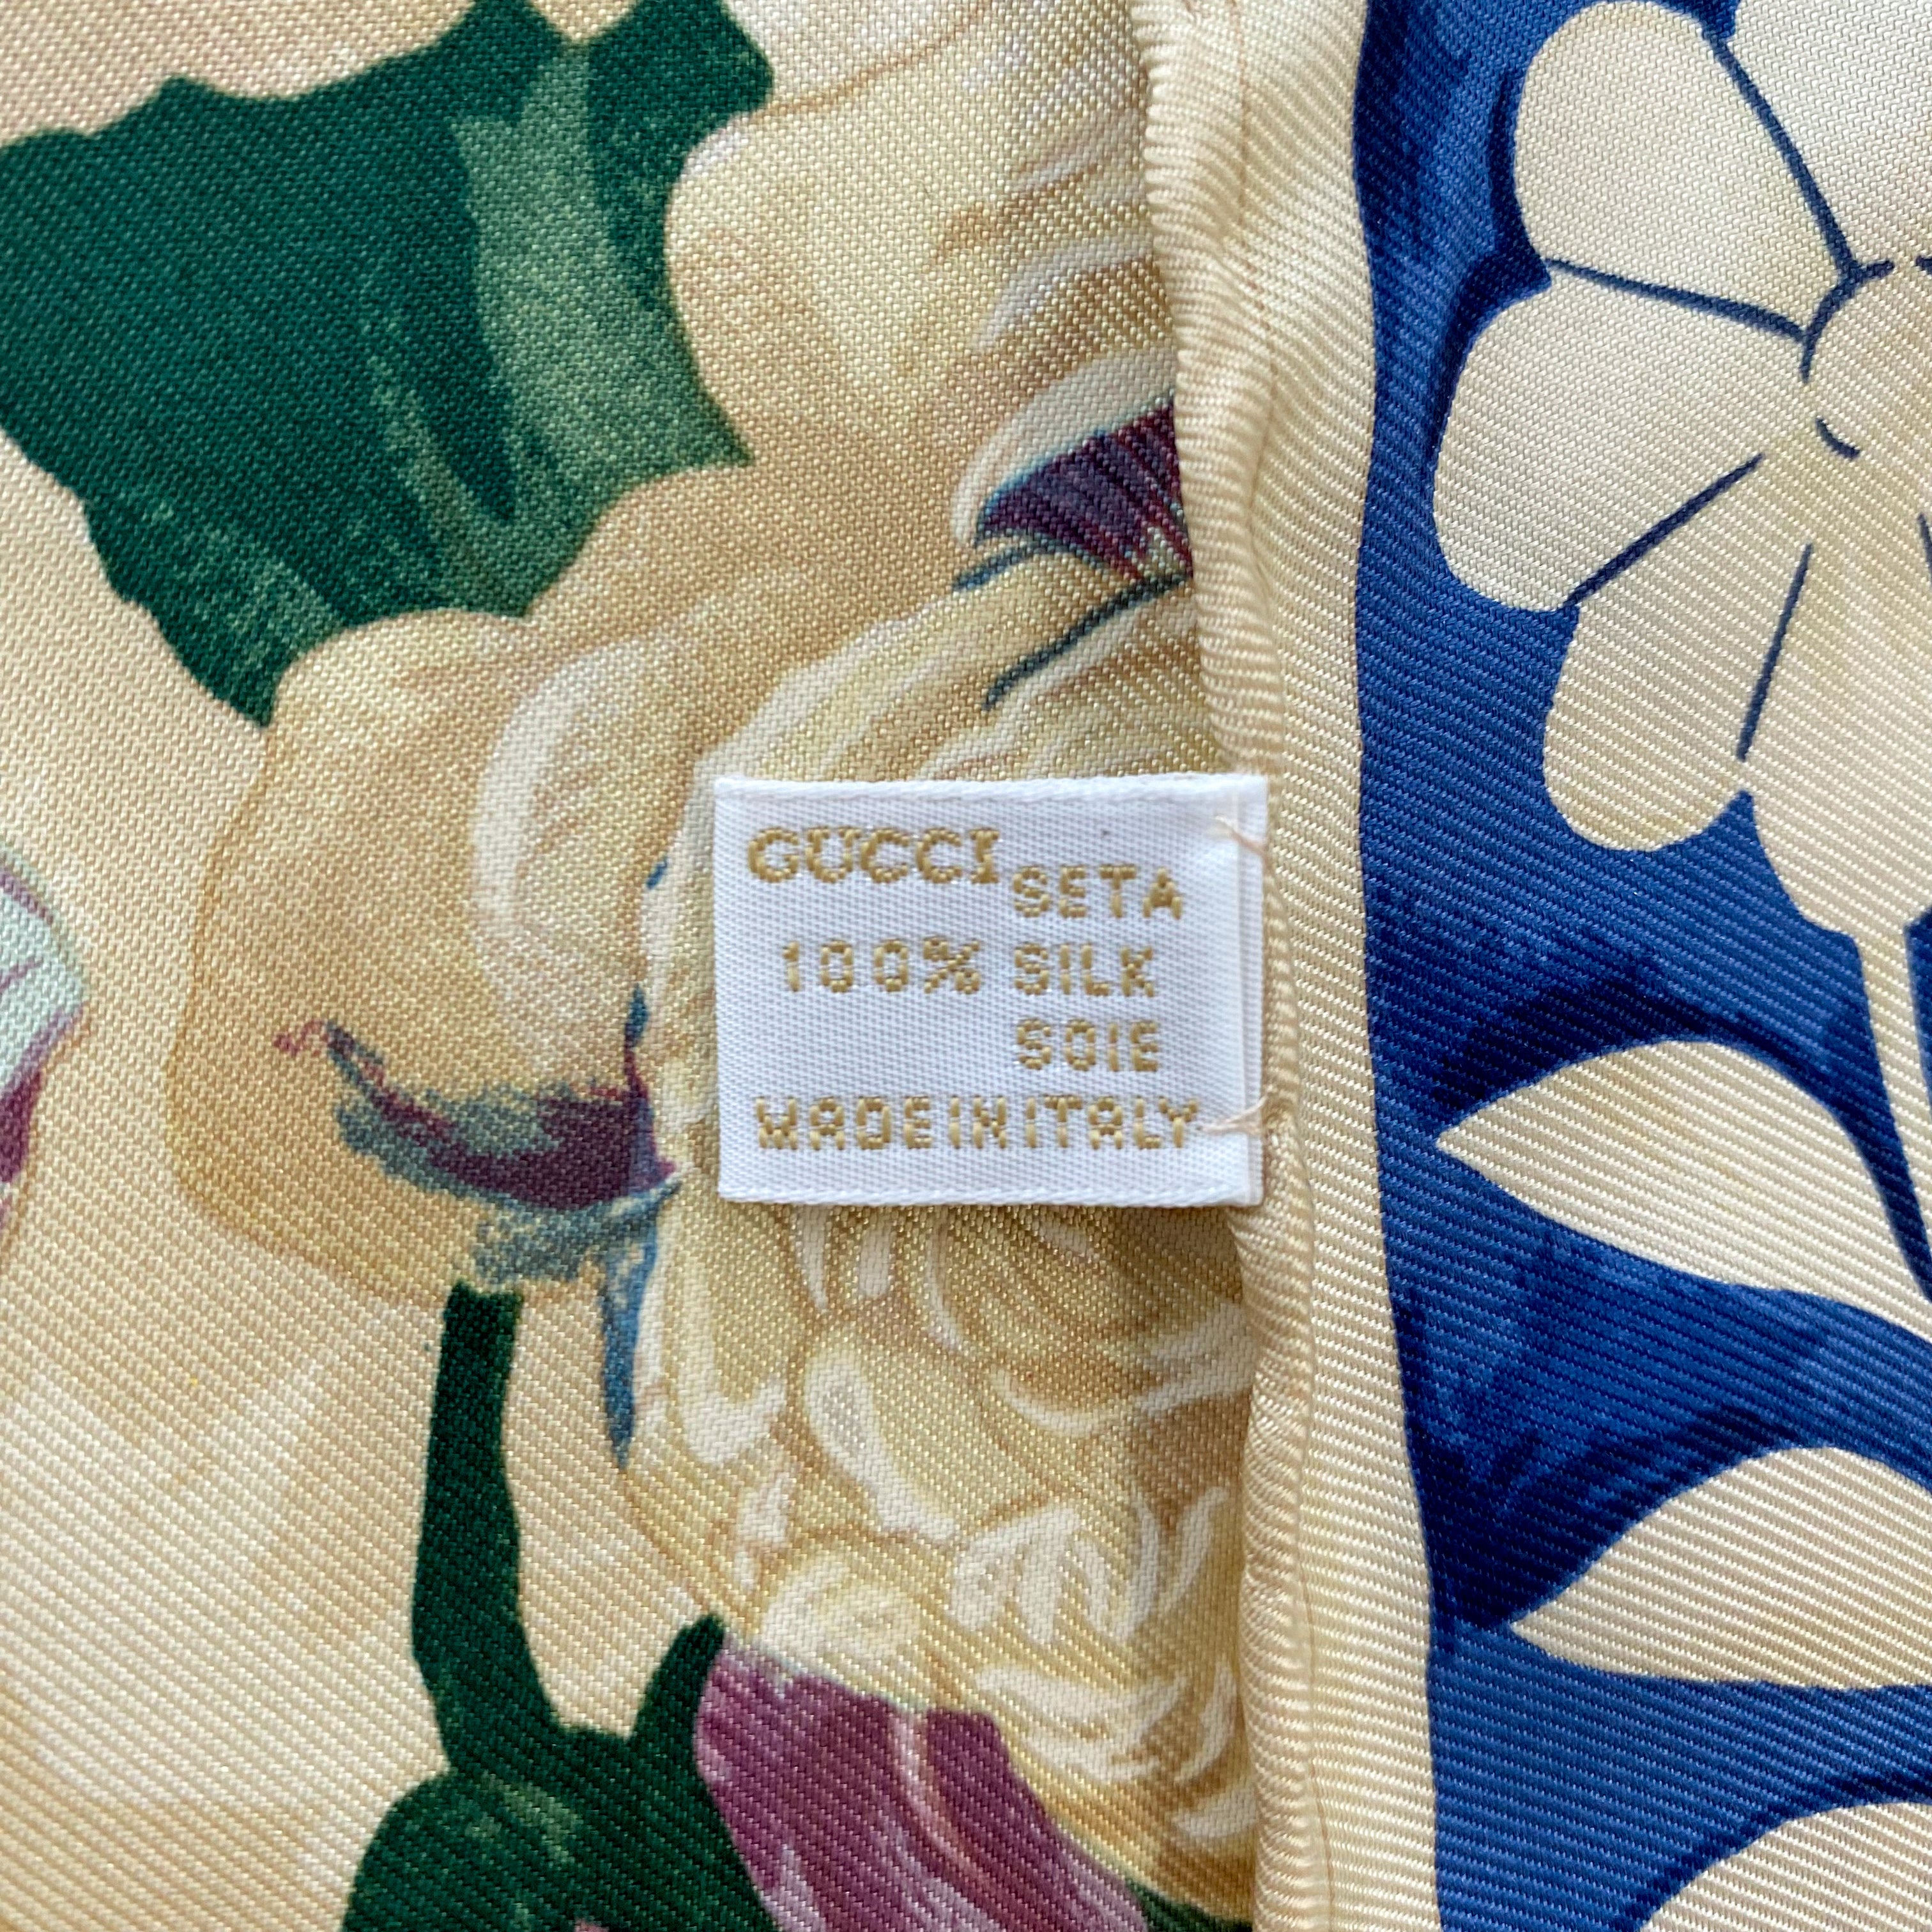 GUCCI SETA
100% SILK
SOIE
MADE IN ITALY